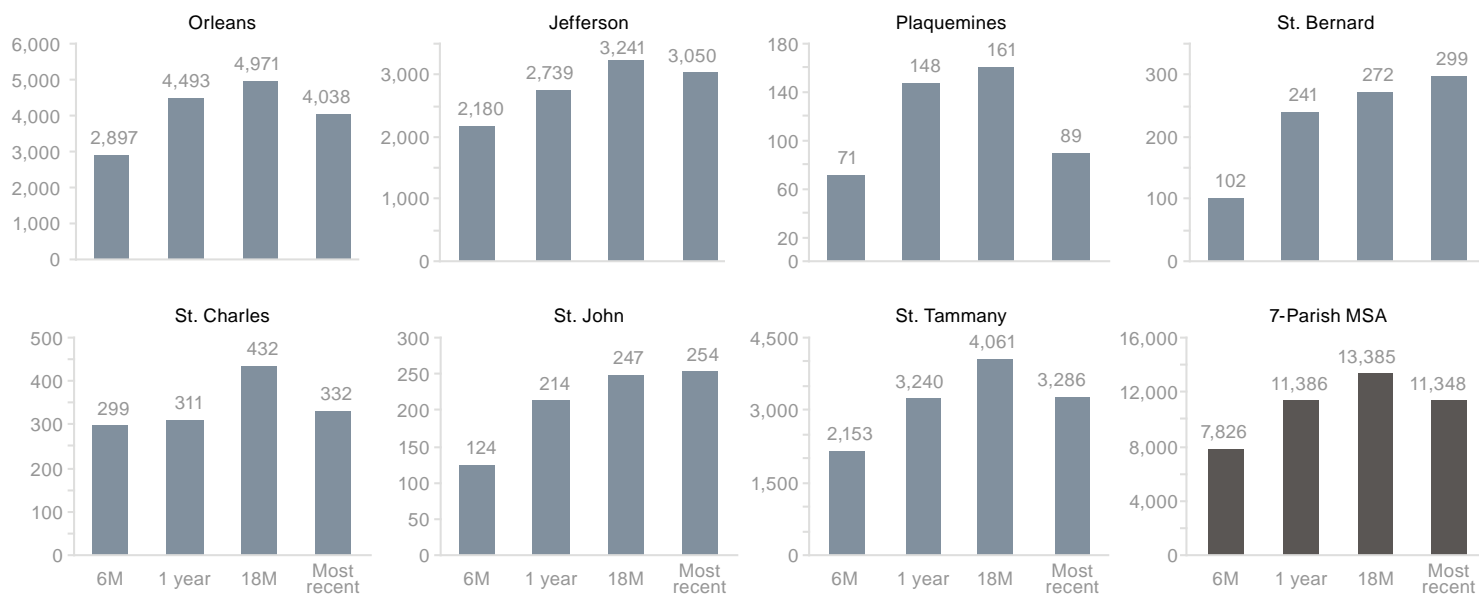 Orleans
6,000
5,000
4,000
3,000
2,000
1,000
0
2,897
4,493
4,971
4,038
Jefferson
3,000
2,000
1,000
0
2,180
2,739
3,241
3,050
Plaquemines
180
140
100
60
20
0
71
148
161
89
St. Bernard
300
200
100
0
102
241
272
299
St. Charles
500
400
300
200
100
0
299
311
432
332
6M
1 year
18M
Most
recent
St. John
300
250
200
150
100
50
0
124
214
247
254
6M
1 year
18M
Most
recent
St. Tammany
4,500
3,000
1,500
0
2,153
3,240
4,061
3,286
6M
1 year
18M
Most
recent
7-Parish MSA
16,000
12,000
8,000
4,000
0
7,826
11,386
13,385
11,348
6M
1 year
18M
Most
recent